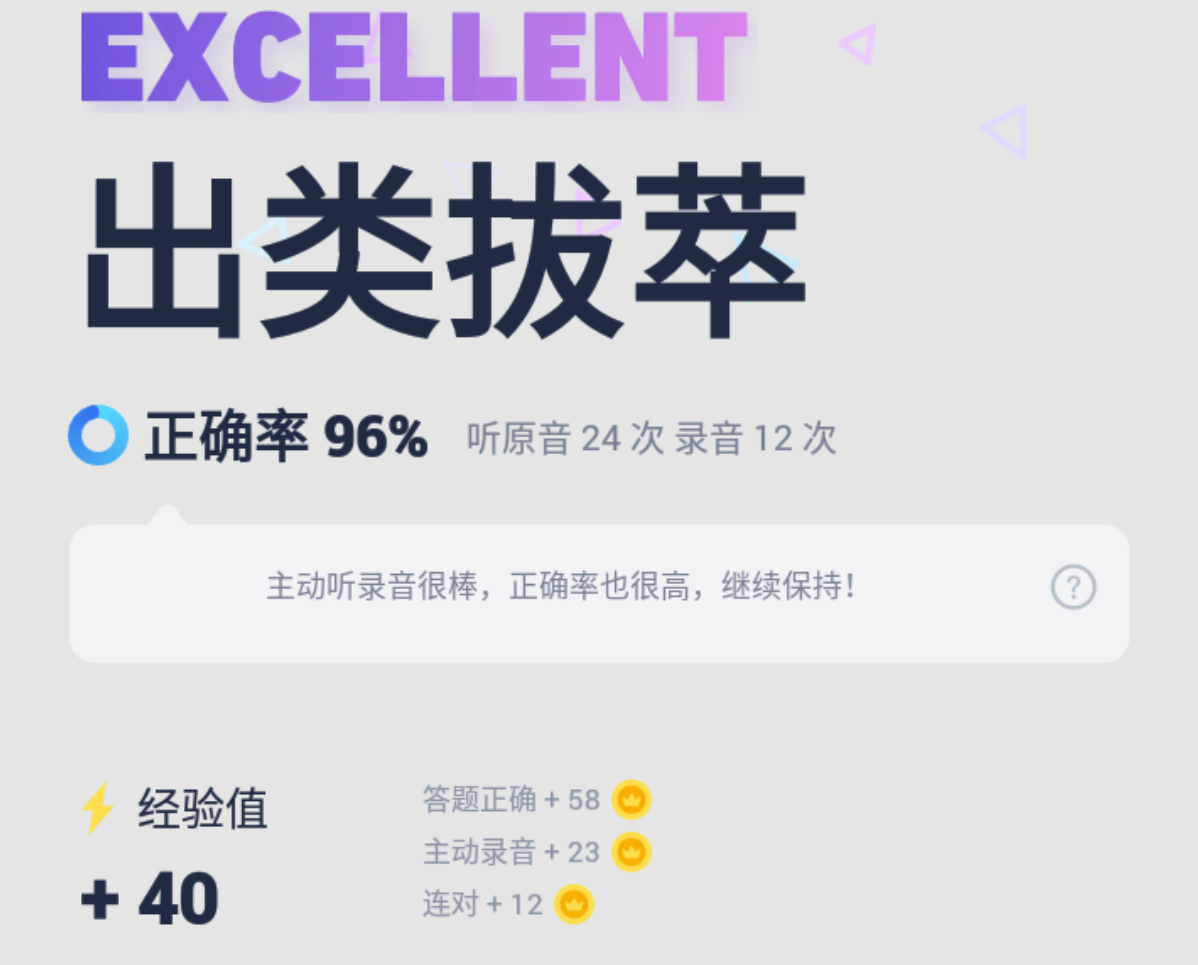 EXCELLENT
出类拔萃
正确率 96% 听原音 24 次 录音 12 次
主动听录音很棒，正确率也很高，继续保持！
?
经验值
+ 40
答题正确 + 58
主动录音 + 23
连对 + 12